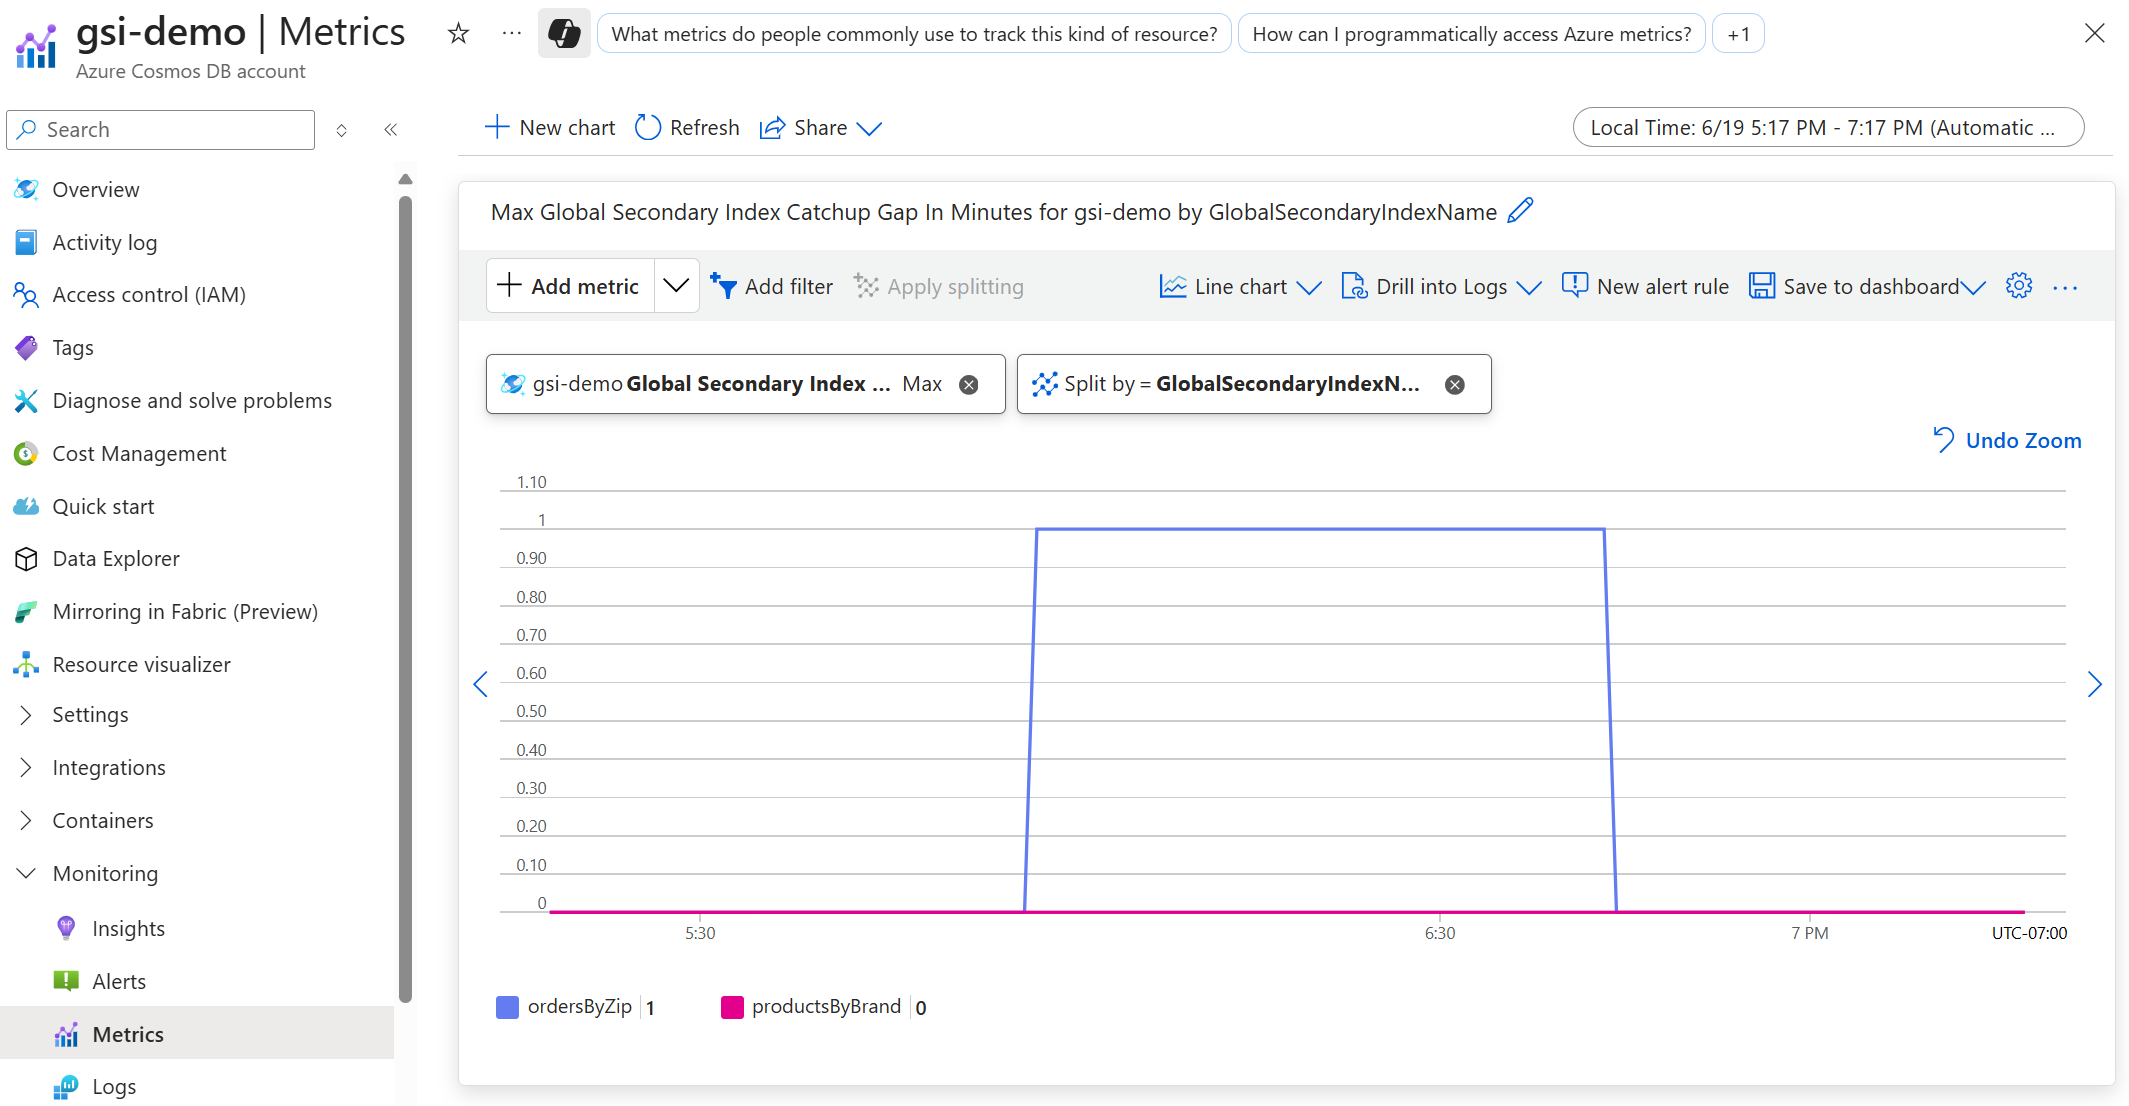 gsi-demo | Metrics
Azure Cosmos DB account
What metrics do people commonly use to track this kind of resource?
How can I programmatically access Azure metrics?
+1
Search
Overview
Activity log
Access control (IAM)
Tags
Diagnose and solve problems
Cost Management
Quick start
Data Explorer
Mirroring in Fabric (Preview)
Resource visualizer
Settings
Integrations
Containers
Monitoring
Insights
Alerts
Metrics
Logs
New chart
Refresh
Share
Local Time: 6/19 5:17 PM - 7:17 PM (Automatic ...
Max Global Secondary Index Catchup Gap In Minutes for gsi-demo by GlobalSecondaryIndexName
Add metric
Add filter
Apply splitting
Line chart
Drill into Logs
New alert rule
Save to dashboard
gsi-demo Global Secondary Index ... Max
Split by = GlobalSecondaryIndexN...
Undo Zoom
1.10
1
0.90
0.80
0.70
0.60
0.50
0.40
0.30
0.20
0.10
0
5:30
6:30
7 PM
UTC-07:00
ordersByZip 1
productsByBrand 0